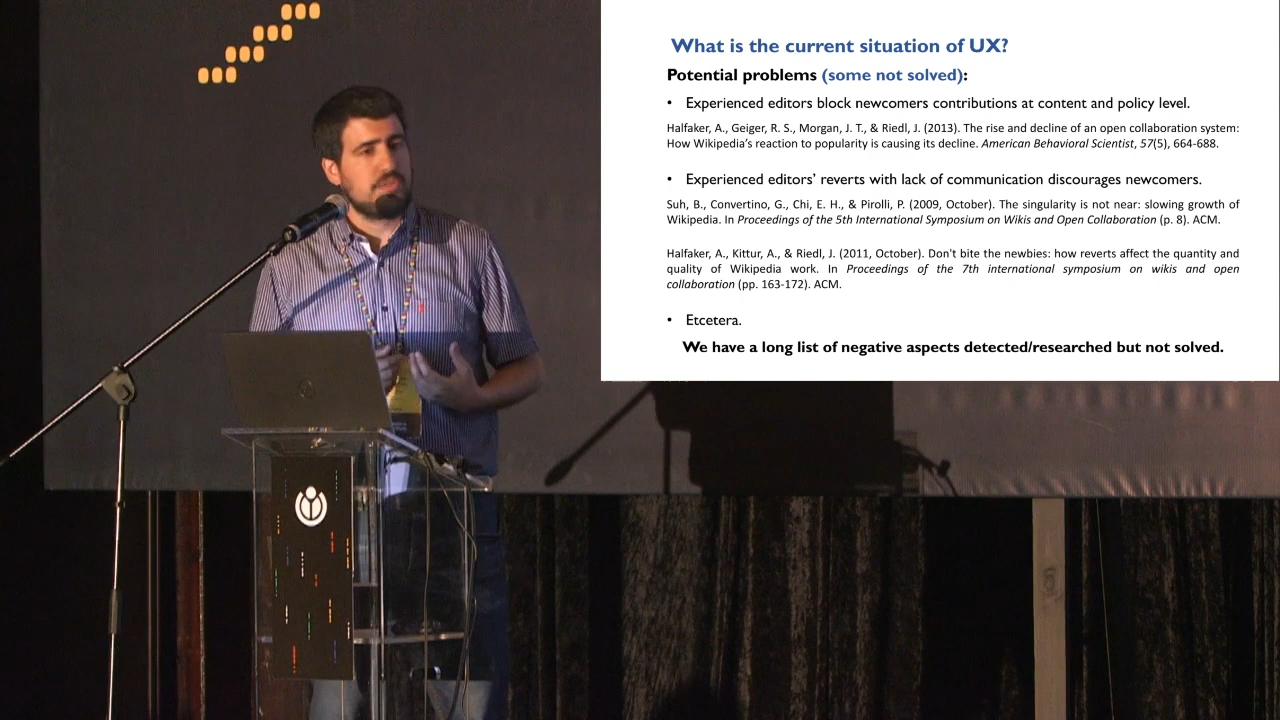 What is the current situation of UX?
Potential problems (some not solved):
• Experienced editors block newcomers contributions at content and policy level.
Halfaker, A., Geiger, R. S., Morgan, J. T., & Riedl, J. (2013). The rise and decline of an open collaboration system:
How Wikipedia's reaction to popularity is causing its decline. American Behavioral Scientist, 57(5), 664-688.
• Experienced editors' reverts with lack of communication discourages newcomers.
Suh, B., Convertino, G., Chi, E. H., & Pirolli, P. (2009, October). The singularity is not near: slowing growth of
Wikipedia. In Proceedings of the 5th International Symposium on Wikis and Open Collaboration (p. 8). ACM.
Halfaker, A., Kittur, A., & Riedl, J. (2011, October). Don't bite the newbies: how reverts affect the quantity and
quality of Wikipedia work. In Proceedings of the 7th international symposium on wikis and open
collaboration (pp. 163-172). ACM.
• Etcetera.
We have a long list of negative aspects detected/researched but not solved.